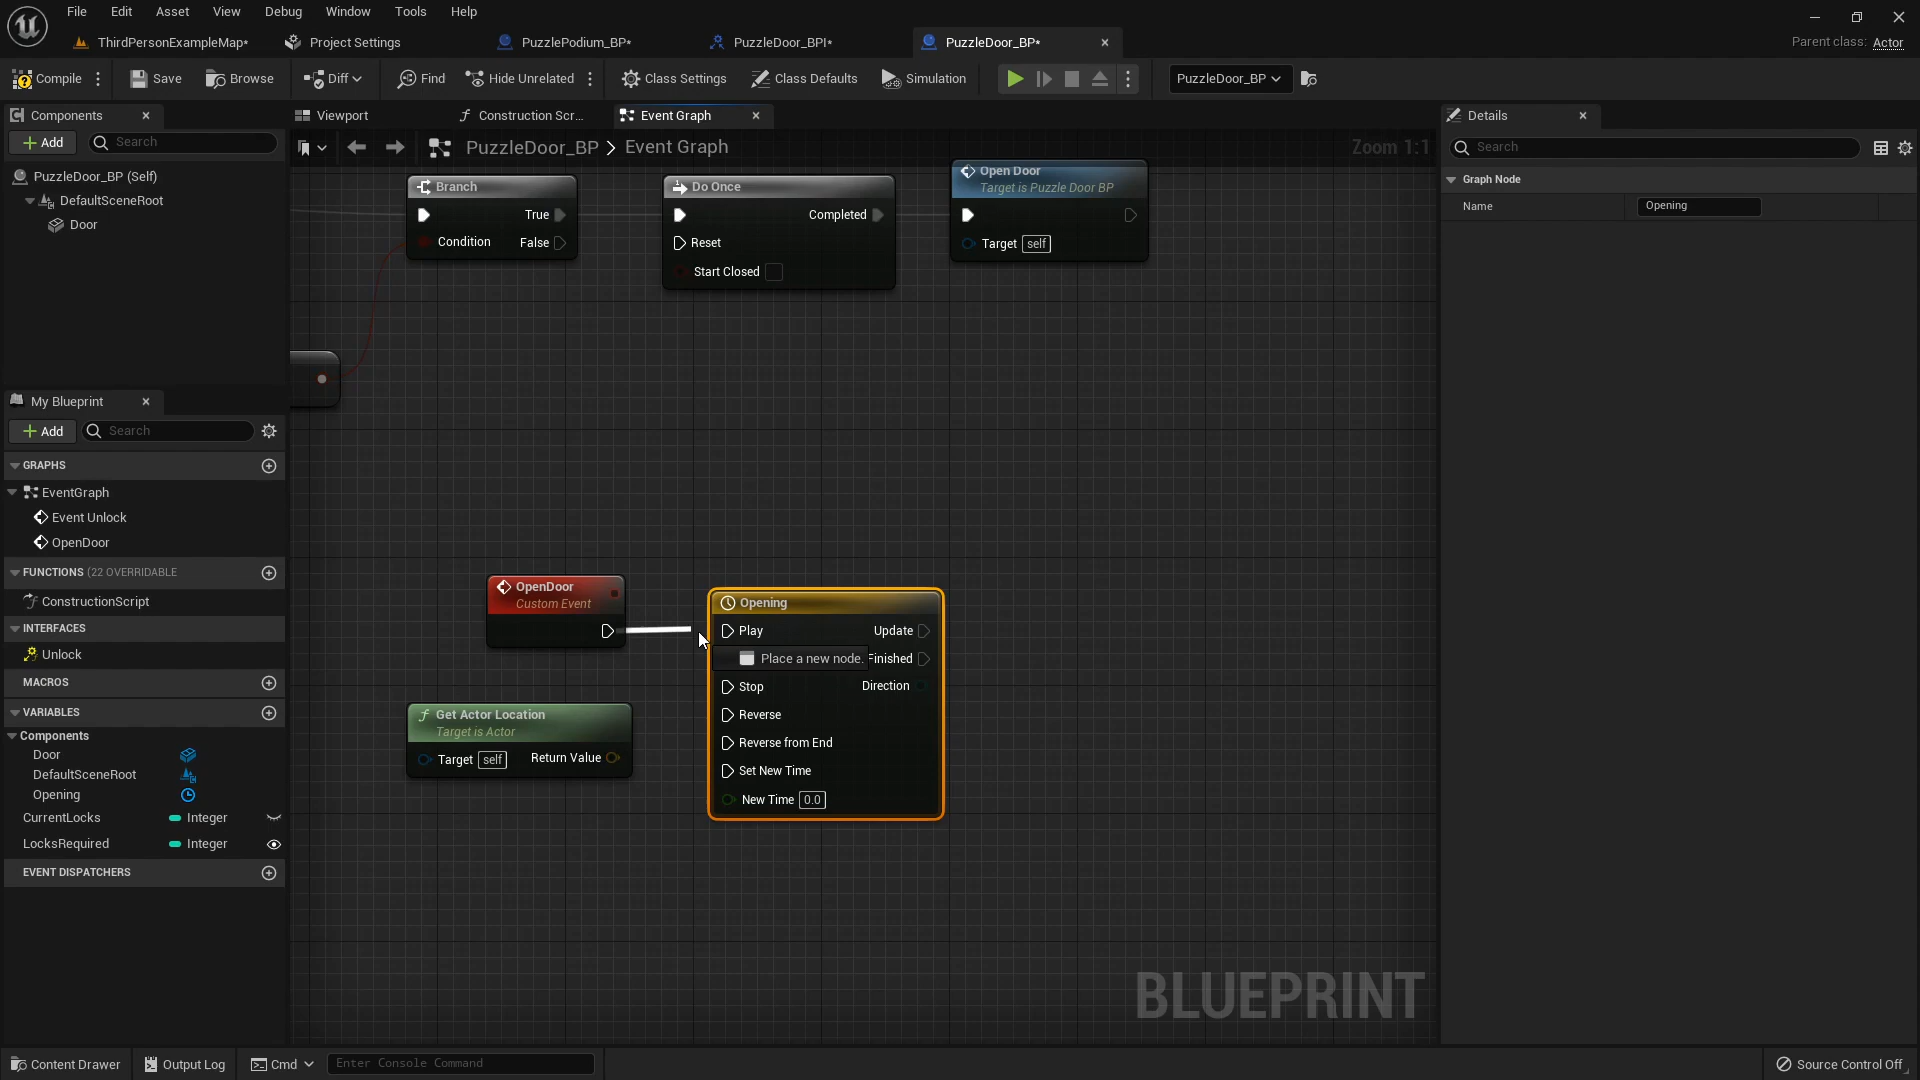 File Edit Asset View Debug Window Tools Help
ThirdPersonExampleMap* Project Settings PuzzlePodium_BP* PuzzleDoor_BPI* PuzzleDoor_BP*
Parent class: Actor
Compile Save Browse Diff Find Hide Unrelated Class Settings Class Defaults Simulation PuzzleDoor_BP
Components
Add Search
PuzzleDoor_BP (Self)
DefaultSceneRoot
Door
My Blueprint
Add Search
GRAPHS
EventGraph
Event Unlock
OpenDoor
FUNCTIONS (22 OVERRIDABLE
ConstructionScript
INTERFACES
Unlock
MACROS
VARIABLES
Components
Door
DefaultSceneRoot
Opening
CurrentLocks Integer
LocksRequired Integer
EVENT DISPATCHERS
Viewport Construction Scr... Event Graph
PuzzleDoor_BP > Event Graph
Zoom 1:1
Branch
True
Condition False
Do Once
Completed
Reset
Start Closed
Open Door
Target is Puzzle Door BP
Target self
OpenDoor
Custom Event
Get Actor Location
Target is Actor
Target self Return Value
Opening
Play Update
Place a new node. Finished
Stop Direction
Reverse
Reverse from End
Set New Time
New Time 0.0
BLUEPRINT
Details
Search
Graph Node
Name Opening
Content Drawer Output Log Cmd Enter Console Command Source Control Off